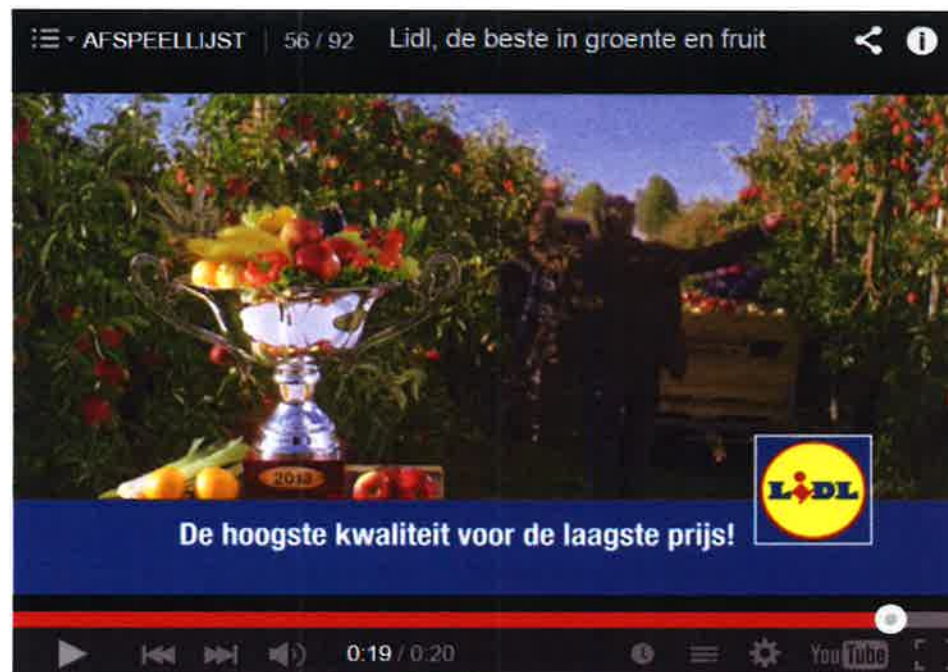 AFSPEELLIJST | 56 / 92 Lidl, de beste in groente en fruit
2013
LIDL
De hoogste kwaliteit voor de laagste prijs!
0:19 / 0:20
YouTube